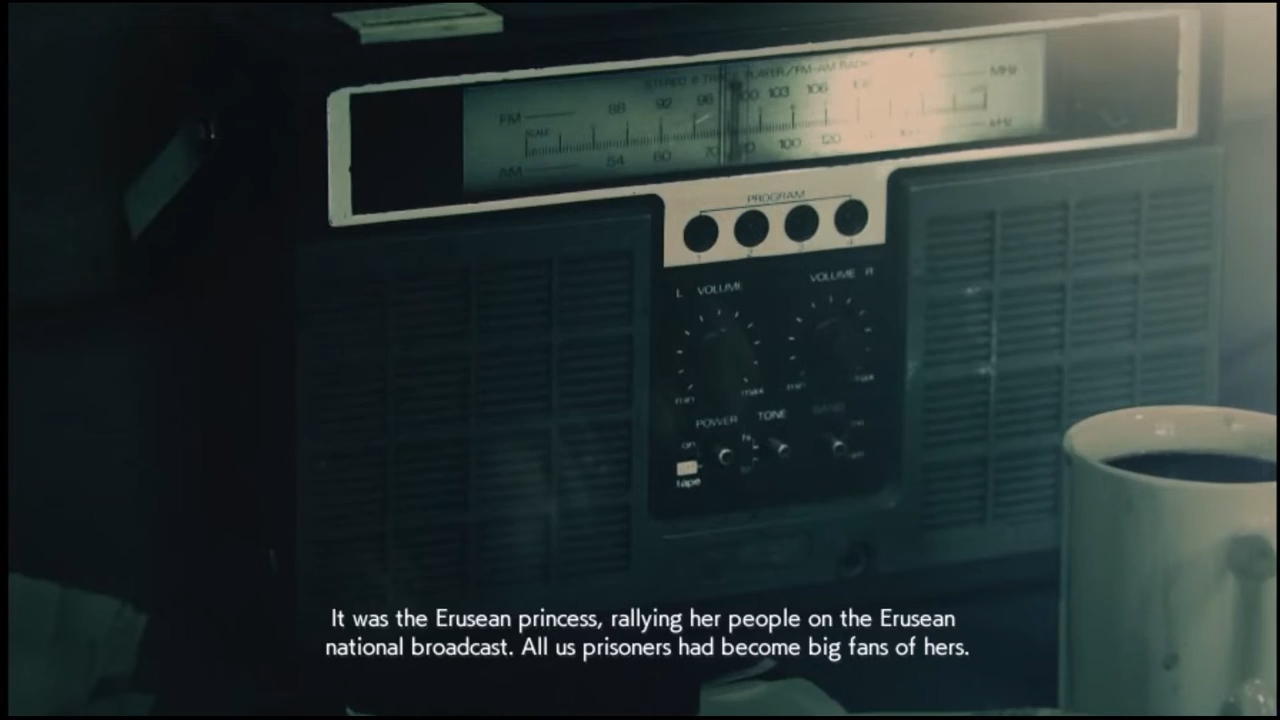 STEREO 8 TRACK PLAYER/FM-AM RADIO
FM 88 92 96 100 103 106 108 MHz
SCALE
AM 54 60 70 80 100 120 kHz
PROGRAM
1 2 3 4
L VOLUME VOLUME R
min max min max
POWER TONE BAND
on hi
tape
It was the Erusean princess, rallying her people on the Erusean
national broadcast. All us prisoners had become big fans of hers.